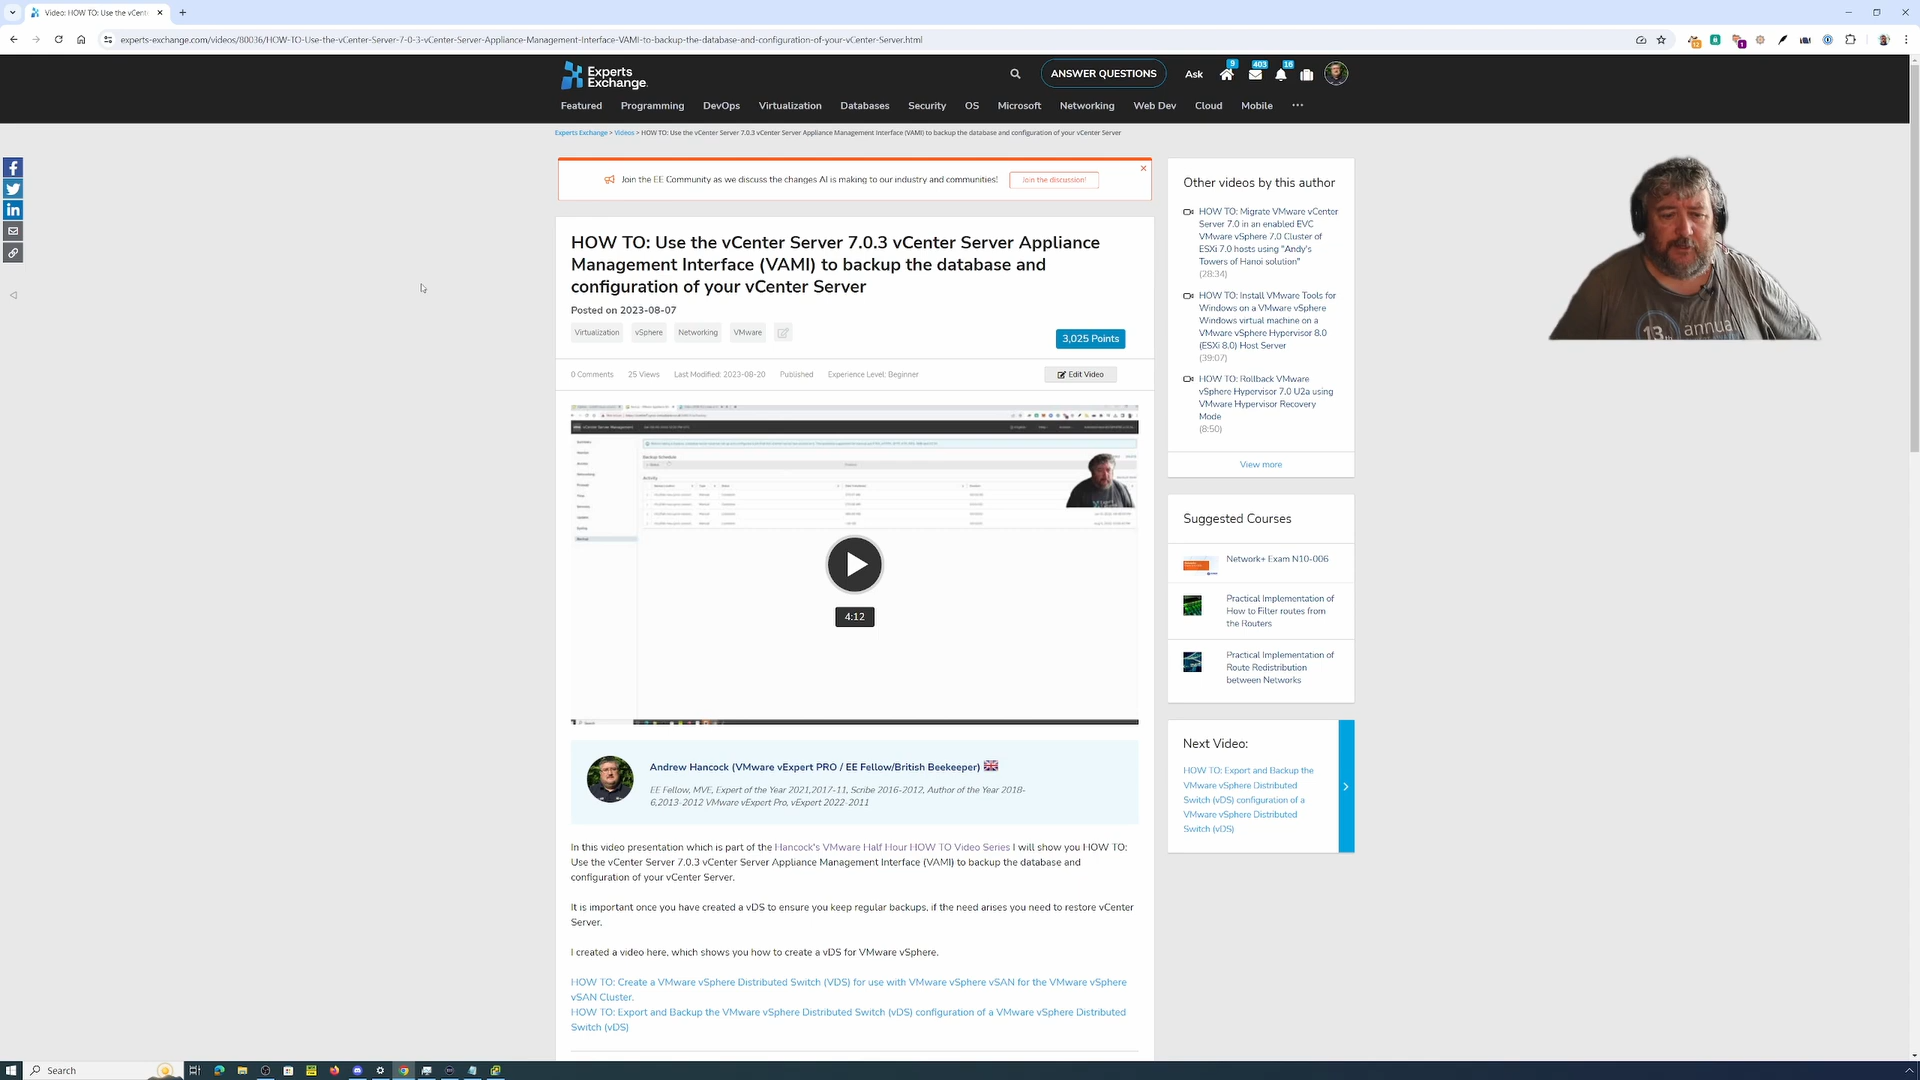 Video: HOW TO: Use the vCent
experts-exchange.com/videos/80036/HOW-TO-Use-the-vCenter-Server-7-0-3-vCenter-Server-Appliance-Management-Interface-VAMI-to-backup-the-database-and-configuration-of-your-vCenter-Server.html
Experts
Exchange
ANSWER QUESTIONS
Ask
9
403
16
Featured Programming DevOps Virtualization Databases Security OS Microsoft Networking Web Dev Cloud Mobile
Experts Exchange > Videos > HOW TO: Use the vCenter Server 7.0.3 vCenter Server Appliance Management Interface (VAMI) to backup the database and configuration of your vCenter Server
Join the EE Community as we discuss the changes AI is making to our industry and communities!
Join the discussion!
HOW TO: Use the vCenter Server 7.0.3 vCenter Server Appliance
Management Interface (VAMI) to backup the database and
configuration of your vCenter Server
Posted on 2023-08-07
Virtualization vSphere Networking VMware
3,025 Points
0 Comments 25 Views Last Modified: 2023-08-20 Published Experience Level: Beginner
Edit Video
4:12
Andrew Hancock (VMware vExpert PRO / EE Fellow/British Beekeeper)
EE Fellow, MVE, Expert of the Year 2021,2017-11, Scribe 2016-2012, Author of the Year 2018-
6,2013-2012 VMware vExpert Pro, vExpert 2022-2011
In this video presentation which is part of the Hancock's VMware Half Hour HOW TO Video Series I will show you HOW TO:
Use the vCenter Server 7.0.3 vCenter Server Appliance Management Interface (VAMI) to backup the database and
configuration of your vCenter Server.
It is important once you have created a vDS to ensure you keep regular backups, if the need arises you need to restore vCenter
Server.
I created a video here, which shows you how to create a vDS for VMware vSphere.
HOW TO: Create a VMware vSphere Distributed Switch (VDS) for use with VMware vSphere vSAN for the VMware vSphere
vSAN Cluster.
HOW TO: Export and Backup the VMware vSphere Distributed Switch (vDS) configuration of a VMware vSphere Distributed
Switch (vDS)
Other videos by this author
HOW TO: Migrate VMware vCenter
Server 7.0 in an enabled EVC
VMware vSphere 7.0 Cluster of
ESXi 7.0 hosts using "Andy's
Towers of Hanoi solution"
(28:34)
HOW TO: Install VMware Tools for
Windows on a VMware vSphere
Windows virtual machine on a
VMware vSphere Hypervisor 8.0
(ESXi 8.0) Host Server
(39:07)
HOW TO: Rollback VMware
vSphere Hypervisor 7.0 U2a using
VMware Hypervisor Recovery
Mode
(8:50)
View more
Suggested Courses
Network+ Exam N10-006
Practical Implementation of
How to Filter routes from
the Routers
Practical Implementation of
Route Redistribution
between Networks
Next Video:
HOW TO: Export and Backup the
VMware vSphere Distributed
Switch (vDS) configuration of a
VMware vSphere Distributed
Switch (vDS)
13th annual
Search